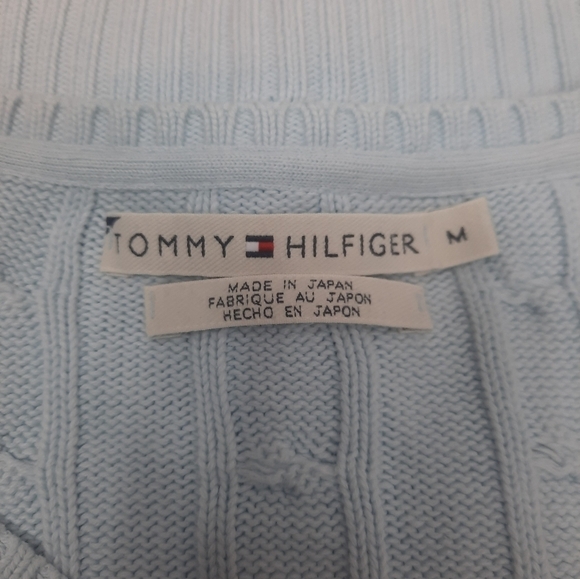 TOMMY HILFIGER M
MADE IN JAPAN
FABRIQUE AU JAPON
HECHO EN JAPON